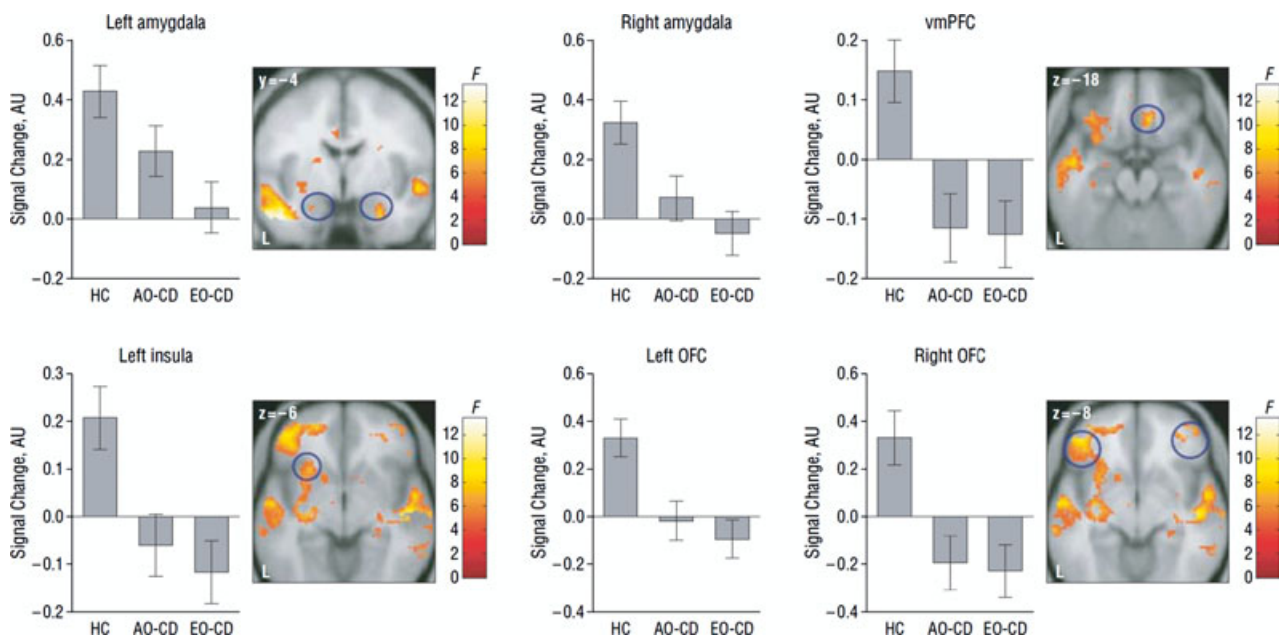 Left amygdala
Signal Change, AU
0.6
0.4
0.2
0.0
−0.2
HC AO-CD EO-CD
y=−4
L
F
12
10
8
6
4
2
0
Right amygdala
Signal Change, AU
0.6
0.4
0.2
0.0
−0.2
HC AO-CD EO-CD
vmPFC
Signal Change, AU
0.2
0.1
0.0
−0.1
−0.2
HC AO-CD EO-CD
z=−18
L
F
12
10
8
6
4
2
0
Left insula
Signal Change, AU
0.3
0.2
0.1
0.0
−0.1
−0.2
HC AO-CD EO-CD
z=−6
L
F
12
10
8
6
4
2
0
Left OFC
Signal Change, AU
0.6
0.4
0.2
0.0
−0.2
−0.4
HC AO-CD EO-CD
Right OFC
Signal Change, AU
0.6
0.4
0.2
0.0
−0.2
−0.4
HC AO-CD EO-CD
z=−8
L
F
12
10
8
6
4
2
0